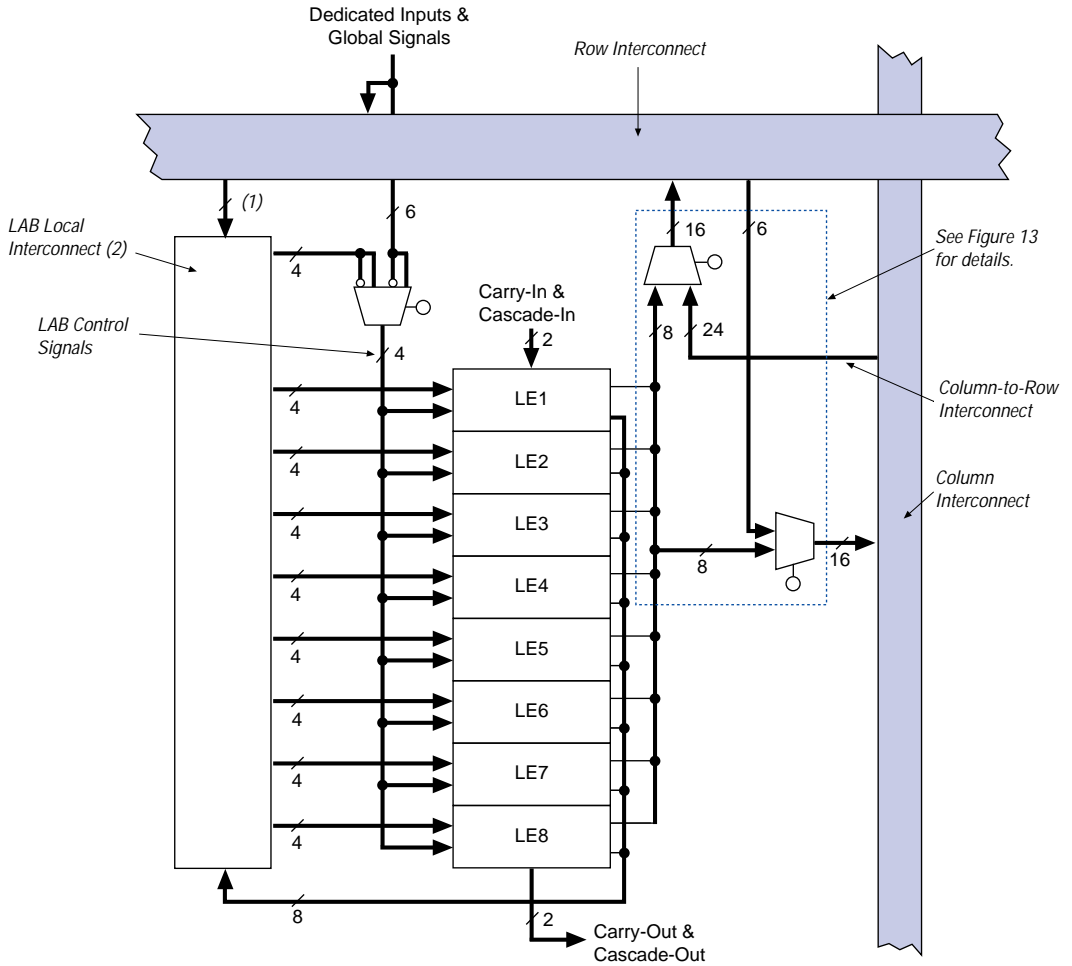 Dedicated Inputs &
Global Signals
Row Interconnect
(1)
6
LAB Local
Interconnect (2)
16
6
See Figure 13
for details.
4
Carry-In &
Cascade-In
LAB Control
Signals
2
8
24
4
Column-to-Row
Interconnect
LE1
4
LE2
4
Column
Interconnect
LE3
4
8
16
LE4
4
LE5
4
LE6
4
LE7
4
LE8
4
8
2
Carry-Out &
Cascade-Out